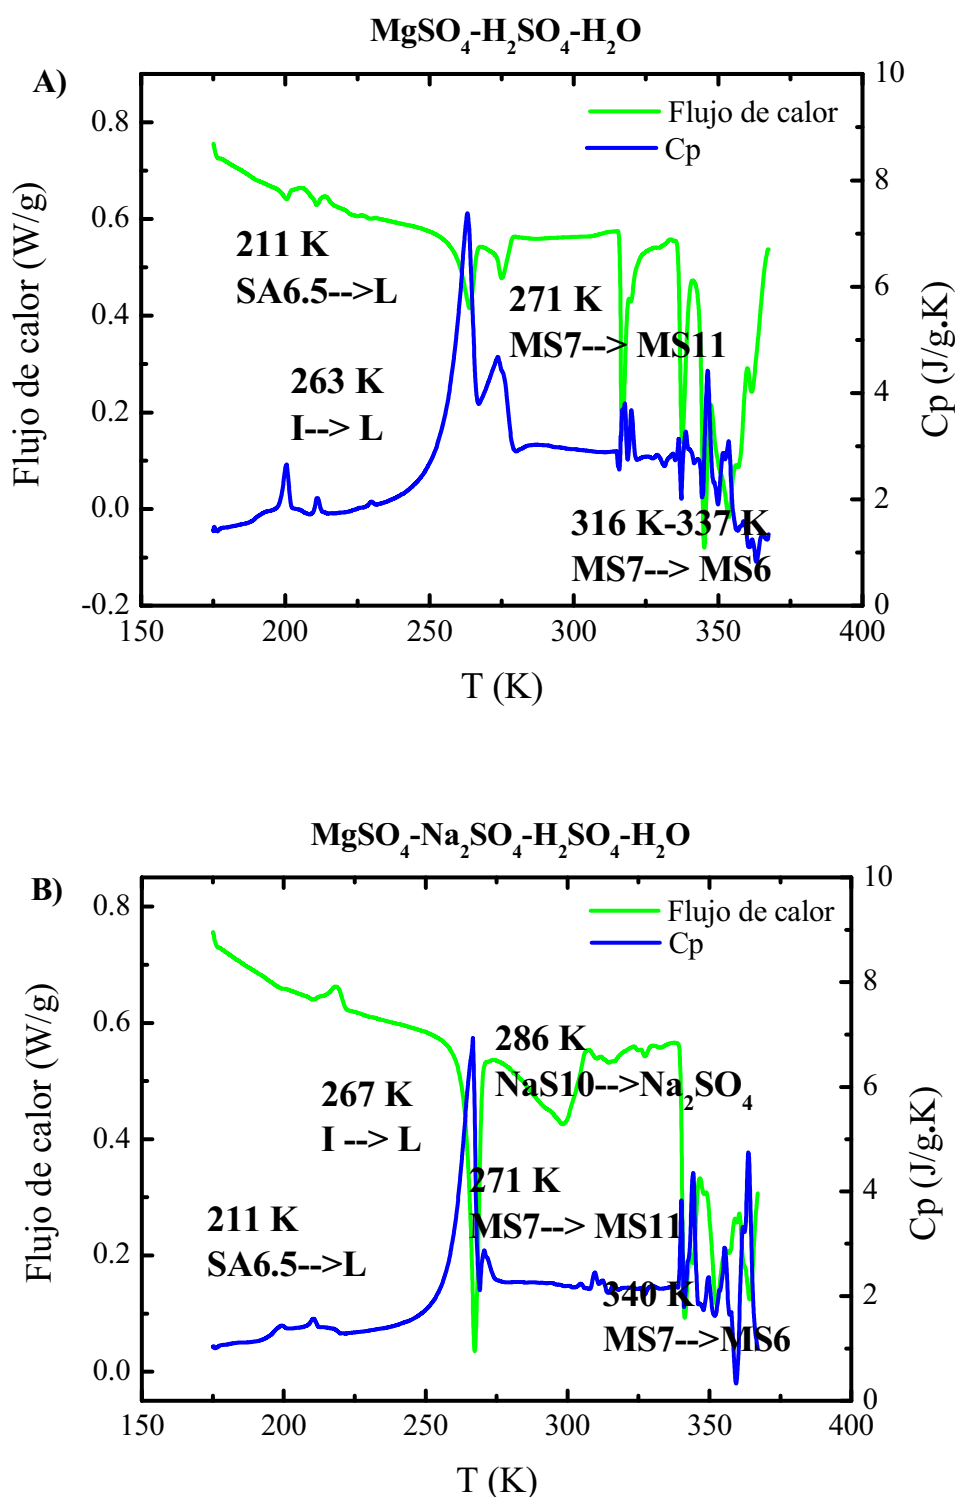 MgSO₄-H₂SO₄-H₂O
A)
10
0.8
Flujo de calor
Cp
8
0.6
211 K
SA6.5-->L
271 K
MS7--> MS11
6
0.4
263 K
I--> L
4
0.2
2
0.0
316 K-337 K
MS7--> MS6
-0.2
0
150
200
250
300
350
400
Flujo de calor (W/g)
Cp (J/g.K)
T (K)
MgSO₄-Na₂SO₄-H₂SO₄-H₂O
B)
10
0.8
Flujo de calor
Cp
8
0.6
286 K
NaS10-->Na₂SO₄
6
267 K
I --> L
0.4
271 K
MS7--> MS11
4
211 K
SA6.5-->L
0.2
2
340 K
MS7-->MS6
0.0
0
150
200
250
300
350
400
Flujo de calor (W/g)
Cp (J/g.K)
T (K)